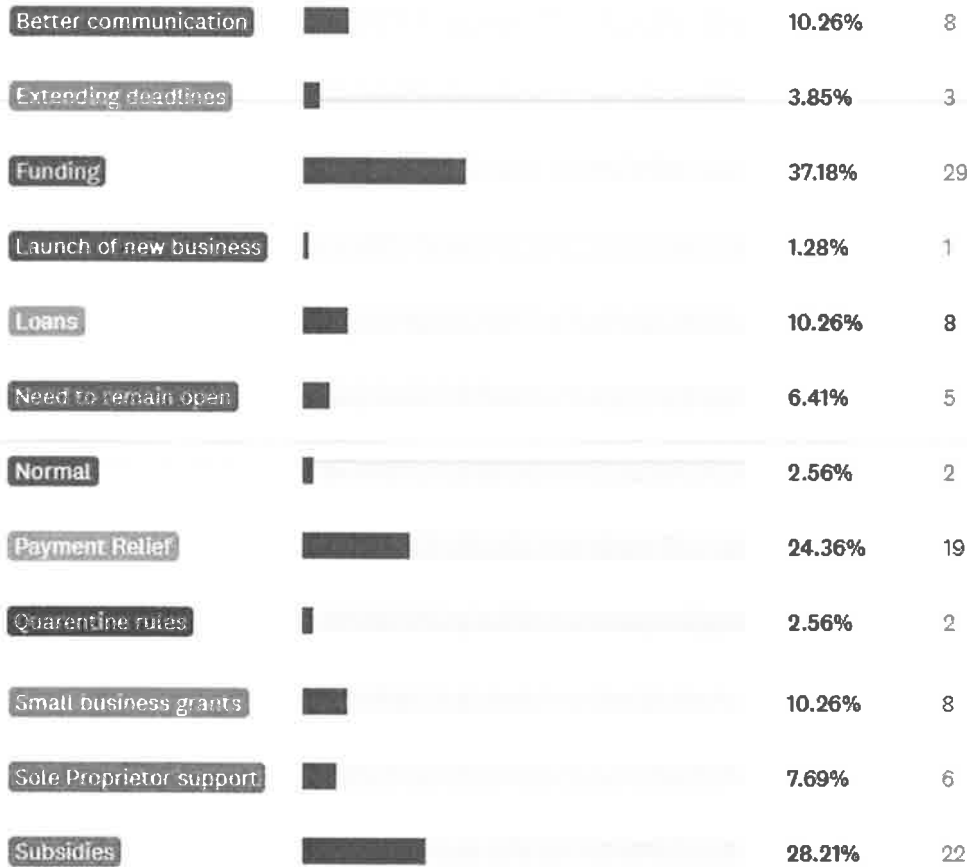 Better communication 10.26% 8
Extending deadlines 3.85% 3
Funding 37.18% 29
Launch of new business 1.28% 1
Loans 10.26% 8
Need to remain open 6.41% 5
Normal 2.56% 2
Payment Relief 24.36% 19
Quarentine rules 2.56% 2
Small business grants 10.26% 8
Sole Proprietor support 7.69% 6
Subsidies 28.21% 22